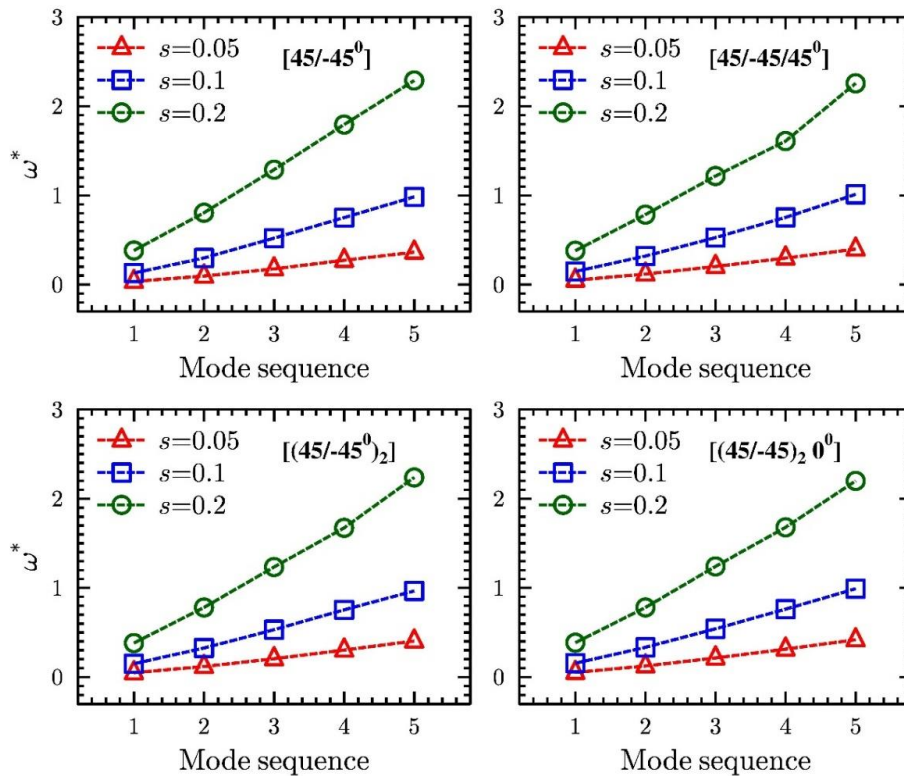 3
s=0.05
[45/-45⁰]
s=0.1
2
s=0.2
ω*
1
0
1 2 3 4 5
Mode sequence
3
s=0.05
[45/-45/45⁰]
s=0.1
2
s=0.2
1
0
1 2 3 4 5
Mode sequence
3
s=0.05
[(45/-45⁰)₂]
s=0.1
2
s=0.2
ω*
1
0
1 2 3 4 5
Mode sequence
3
s=0.05
[(45/-45)₂ 0⁰]
s=0.1
2
s=0.2
1
0
1 2 3 4 5
Mode sequence